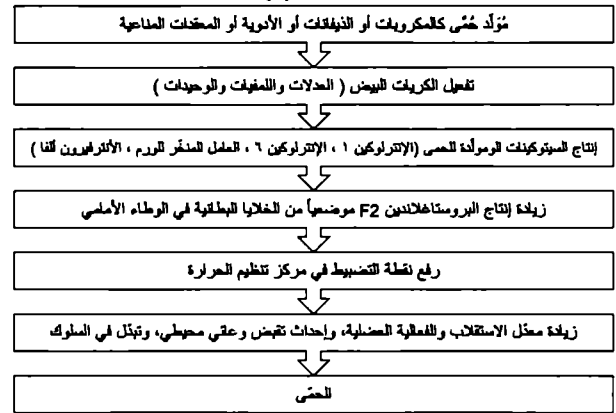 مُوَلِّد حُمَّى كالمكروبات أو الذيفانات أو الأدوية أو المعقدات المناعية
تفعيل الكريات البيض ( العدلات واللمفيات والوحيدات )
إنتاج السيتوكينات المومولّدة للحمى (الإنترلوكين ١ ، الإنترلوكين ٦ ، العامل المنخّر للورم ، الأنترفيرون ألفا )
زيادة إنتاج البروستاغلاندين F2 موضعياً من الخلايا البطانية في الوطاء الأمامي
رفع نقطة التضبيط في مركز تنظيم الحرارة
زيادة معدّل الاستقلاب والفعالية العضلية، وإحداث تقبض وعائي محيطي، وتبدّل في السلوك
الحمّى